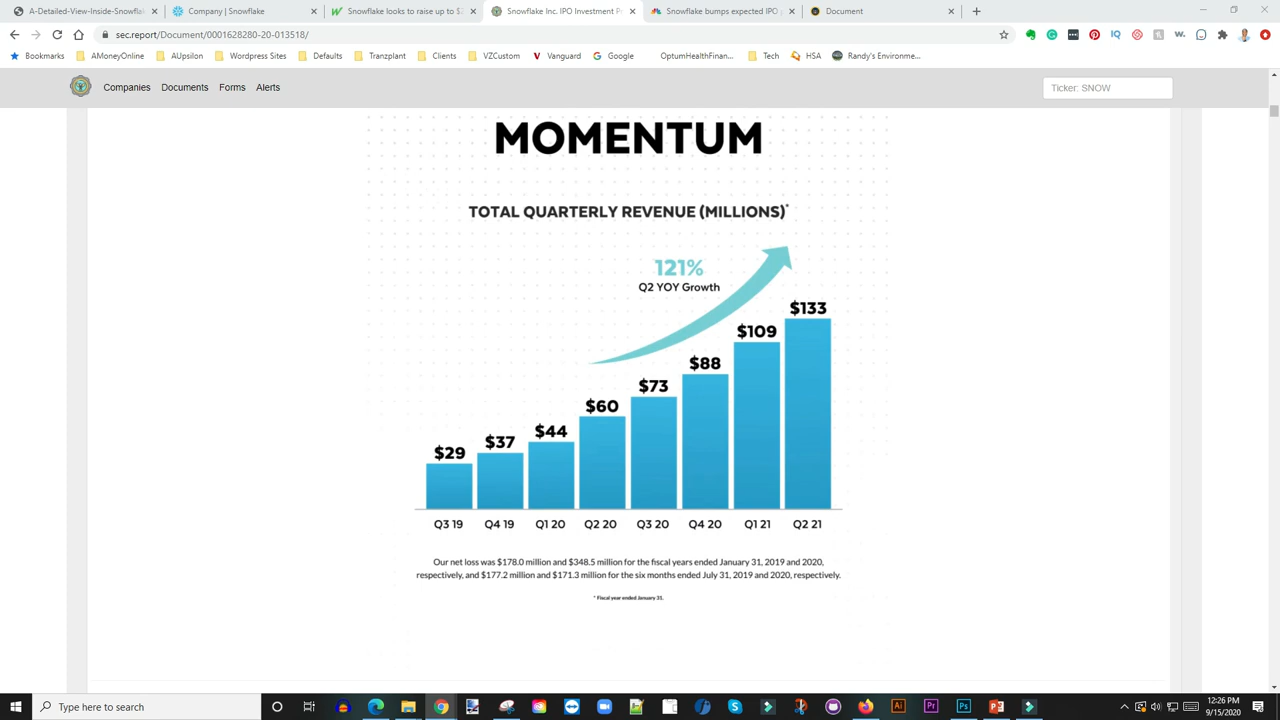 A-Detailed-View-Inside-Snowflak
Company | Snowflake
Snowflake looks to raise up to $
Snowflake Inc. IPO Investment P
Snowflake bumps expected IPO
Document
sec.report/Document/0001628280-20-013518/
Bookmarks AMoneyOnline AUpsilon Wordpress Sites Defaults Tranzplant Clients VZCustom Vanguard Google OptumHealthFinan... Tech HSA Randy's Environme...
Companies Documents Forms Alerts Ticker: SNOW
MOMENTUM
TOTAL QUARTERLY REVENUE (MILLIONS)*
121%
Q2 YOY Growth
$29 $37 $44 $60 $73 $88 $109 $133
Q3 19 Q4 19 Q1 20 Q2 20 Q3 20 Q4 20 Q1 21 Q2 21
Our net loss was $178.0 million and $348.5 million for the fiscal years ended January 31, 2019 and 2020,
respectively, and $177.2 million and $171.3 million for the six months ended July 31, 2019 and 2020, respectively.
* Fiscal year ended January 31.
Type here to search
12:26 PM
9/15/2020